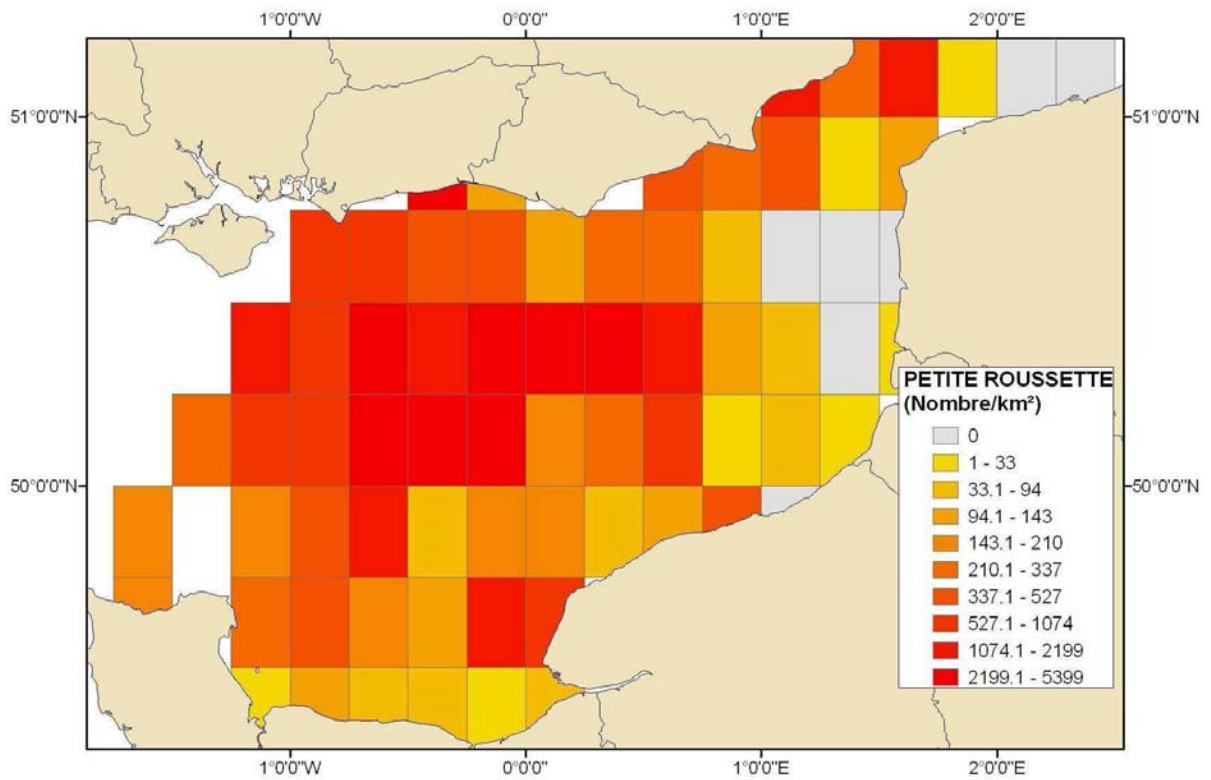 1°0'0"W 0°0'0" 1°0'0"E 2°0'0"E
51°0'0"N 51°0'0"N
PETITE ROUSSETTE
(Nombre/km²)
0
1 - 33
33.1 - 94
94.1 - 143
143.1 - 210
210.1 - 337
337.1 - 527
527.1 - 1074
1074.1 - 2199
2199.1 - 5399
50°0'0"N 50°0'0"N
1°0'0"W 0°0'0" 1°0'0"E 2°0'0"E